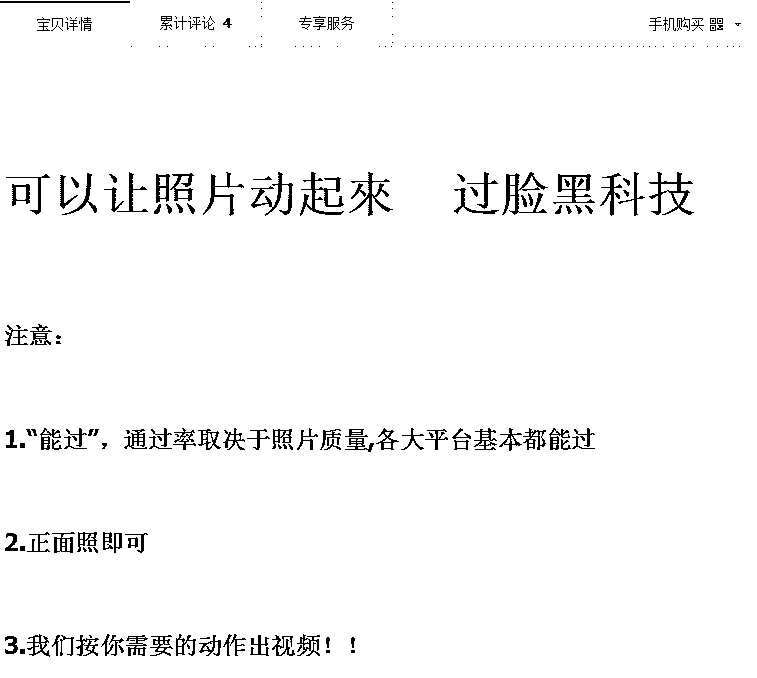 宝贝详情 累计评论 4 专享服务 手机购买
可以让照片动起來 过脸黑科技
注意：
1.“能过”，通过率取决于照片质量,各大平台基本都能过
2.正面照即可
3.我们按你需要的动作出视频！！